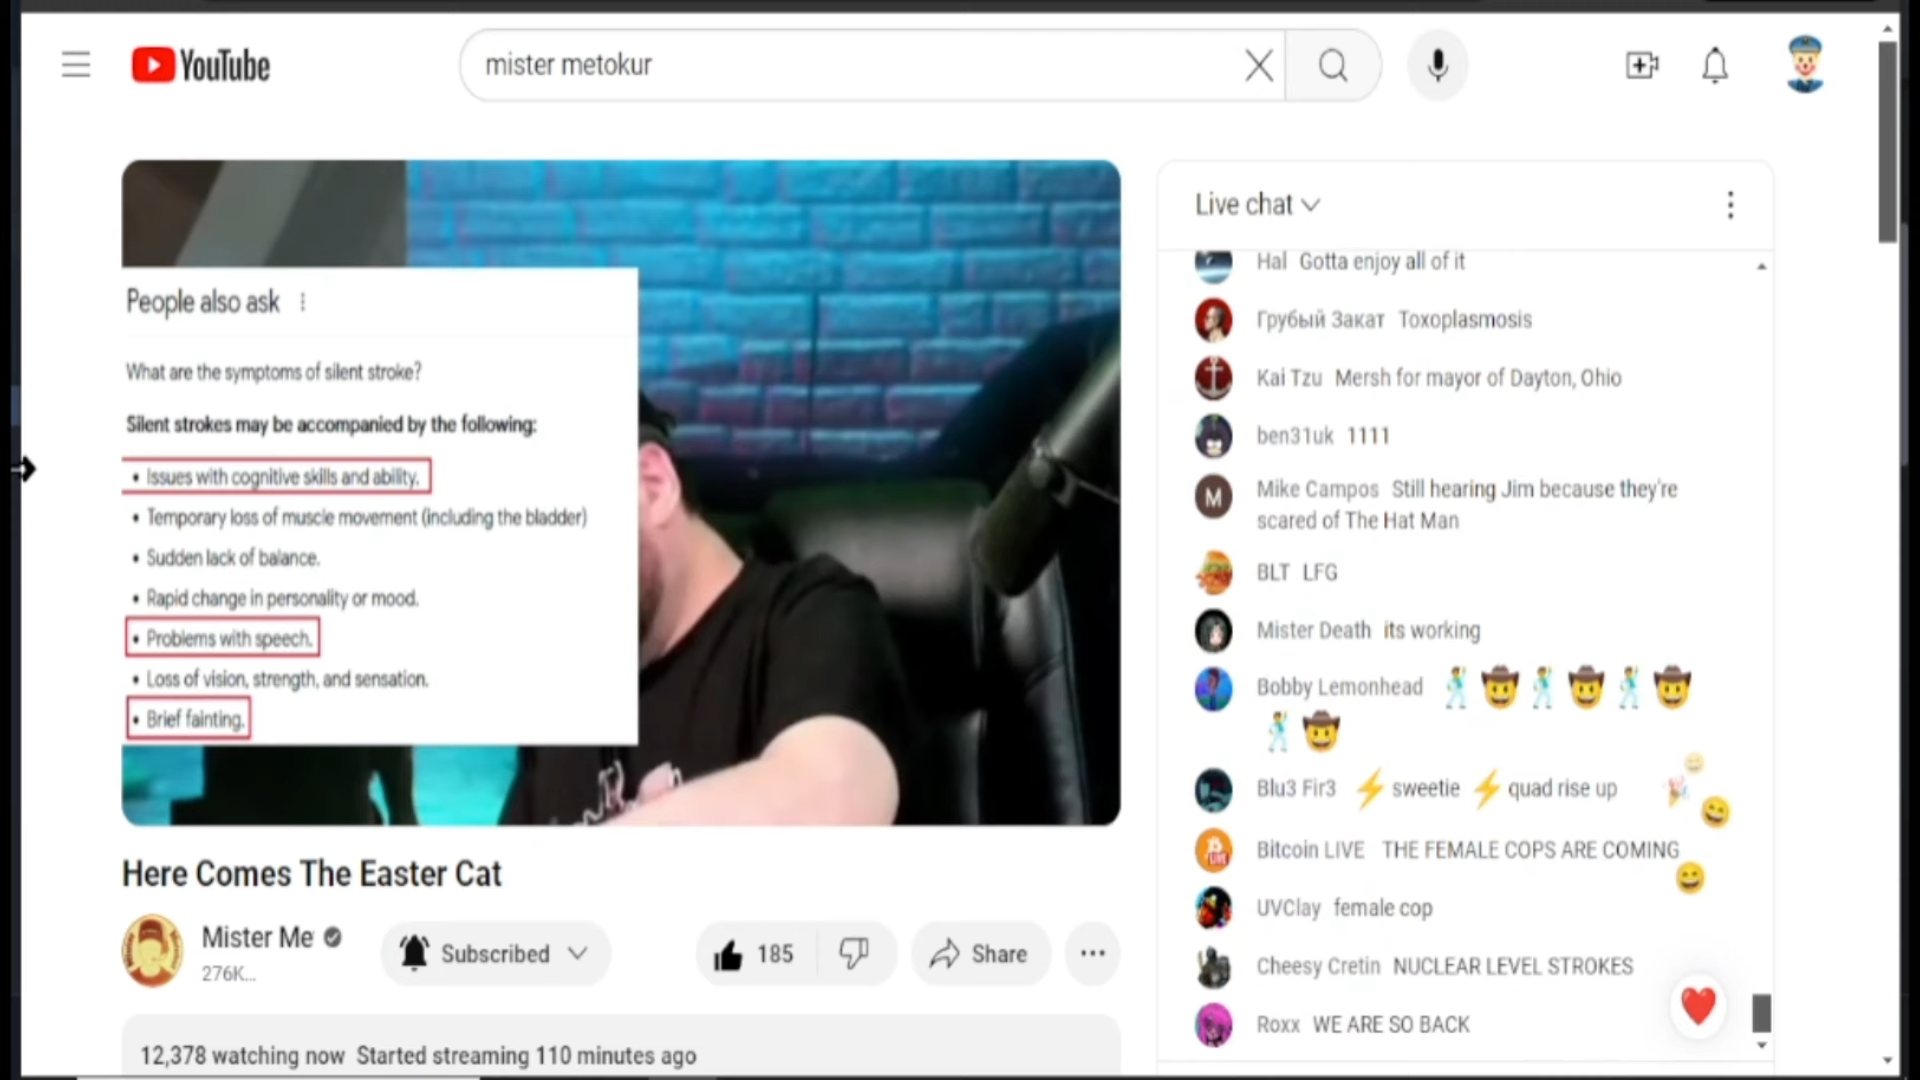 YouTube
mister metokur
People also ask
What are the symptoms of silent stroke?
Silent strokes may be accompanied by the following:
• Issues with cognitive skills and ability.
• Temporary loss of muscle movement (including the bladder)
• Sudden lack of balance.
• Rapid change in personality or mood.
• Problems with speech.
• Loss of vision, strength, and sensation.
• Brief fainting.
Here Comes The Easter Cat
Mister Me
276K...
Subscribed
185
Share
12,378 watching now Started streaming 110 minutes ago
Live chat
Hal Gotta enjoy all of it
Грубый Закат Toxoplasmosis
Kai Tzu Mersh for mayor of Dayton, Ohio
ben31uk 1111
M
Mike Campos Still hearing Jim because they're
scared of The Hat Man
BLT LFG
Mister Death its working
Bobby Lemonhead 🕺🤠🕺🤠🕺🤠
🕺🤠
Blu3 Fir3 ⚡ sweetie ⚡ quad rise up
LIVE
Bitcoin LIVE THE FEMALE COPS ARE COMING
UVClay female cop
Cheesy Cretin NUCLEAR LEVEL STROKES
Roxx WE ARE SO BACK